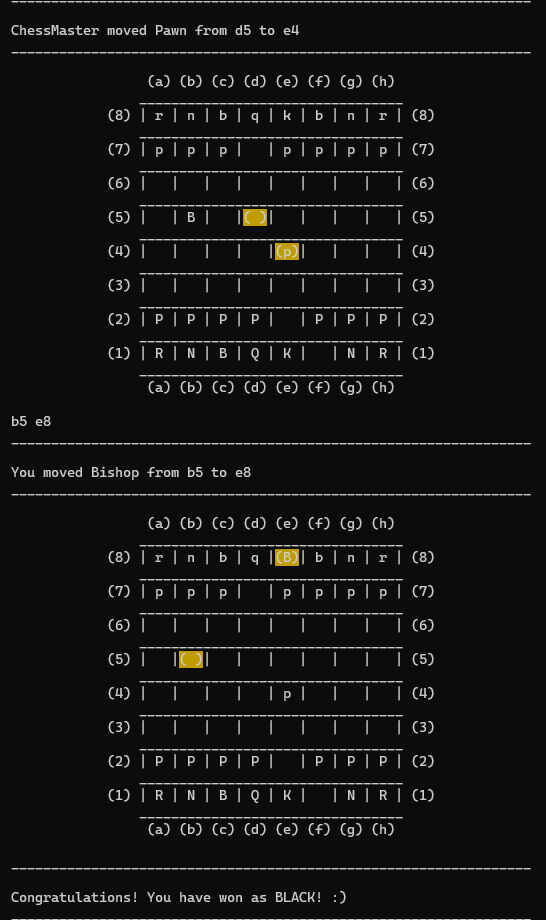 ChessMaster moved Pawn from d5 to e4
(a) (b) (c) (d) (e) (f) (g) (h)
(8) | r | n | b | q | k | b | n | r | (8)
(7) | p | p | p |   | p | p | p | p | (7)
(6) |   |   |   |   |   |   |   |   | (6)
(5) |   | B |   |( )|   |   |   |   | (5)
(4) |   |   |   |   |(p)|   |   |   | (4)
(3) |   |   |   |   |   |   |   |   | (3)
(2) | P | P | P | P |   | P | P | P | (2)
(1) | R | N | B | Q | K |   | N | R | (1)
(a) (b) (c) (d) (e) (f) (g) (h)
b5 e8
You moved Bishop from b5 to e8
(a) (b) (c) (d) (e) (f) (g) (h)
(8) | r | n | b | q |(B)| b | n | r | (8)
(7) | p | p | p |   | p | p | p | p | (7)
(6) |   |   |   |   |   |   |   |   | (6)
(5) |   |( )|   |   |   |   |   |   | (5)
(4) |   |   |   |   | p |   |   |   | (4)
(3) |   |   |   |   |   |   |   |   | (3)
(2) | P | P | P | P |   | P | P | P | (2)
(1) | R | N | B | Q | K |   | N | R | (1)
(a) (b) (c) (d) (e) (f) (g) (h)
Congratulations! You have won as BLACK! :)